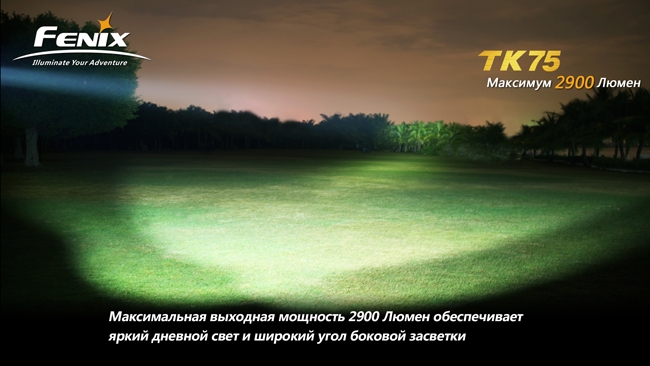 FENIX
Illuminate Your Adventure
TK75
Максимум 2900 Люмен
Максимальная выходная мощность 2900 Люмен обеспечивает
яркий дневной свет и широкий угол боковой засветки